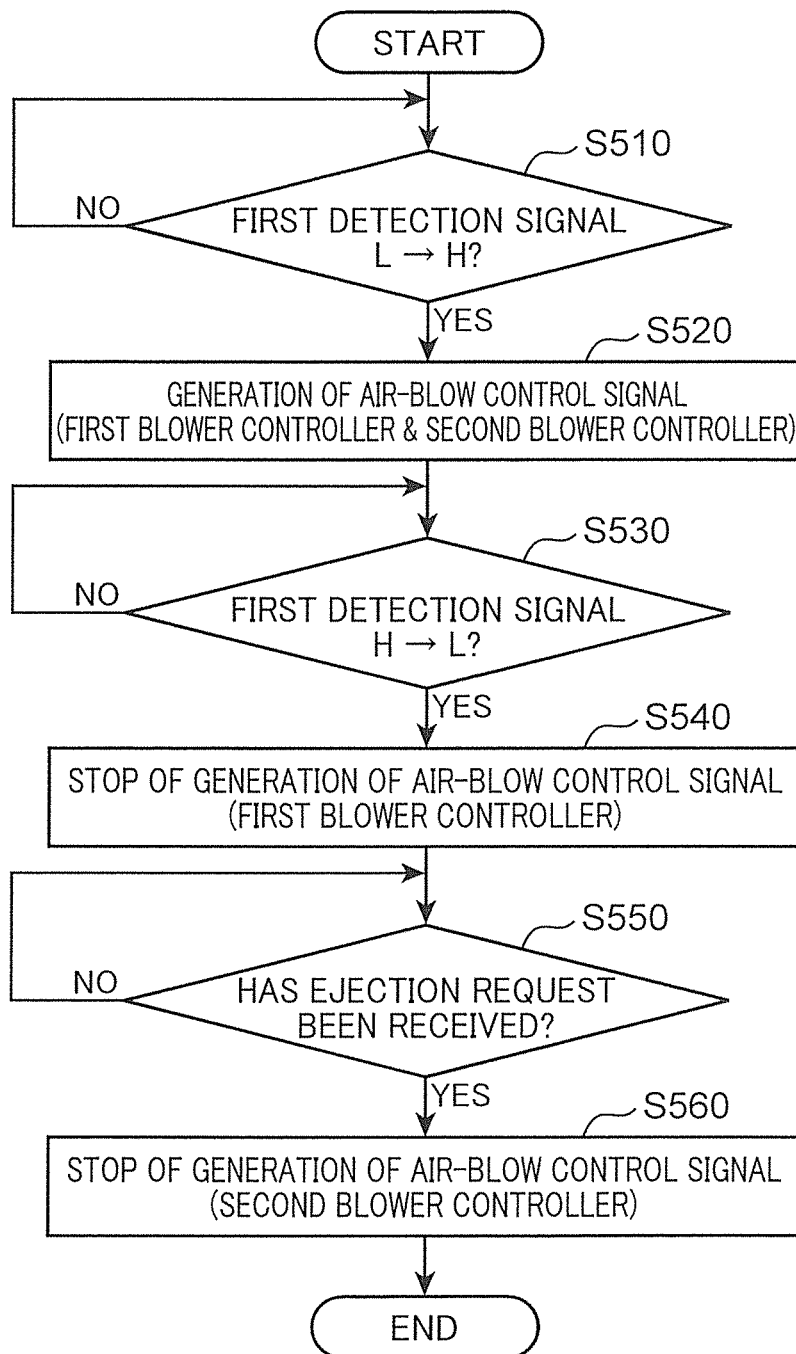 START
S510
NO
FIRST DETECTION SIGNAL
L → H?
YES
S520
GENERATION OF AIR-BLOW CONTROL SIGNAL
(FIRST BLOWER CONTROLLER & SECOND BLOWER CONTROLLER)
S530
NO
FIRST DETECTION SIGNAL
H → L?
YES
S540
STOP OF GENERATION OF AIR-BLOW CONTROL SIGNAL
(FIRST BLOWER CONTROLLER)
S550
NO
HAS EJECTION REQUEST
BEEN RECEIVED?
YES
S560
STOP OF GENERATION OF AIR-BLOW CONTROL SIGNAL
(SECOND BLOWER CONTROLLER)
END